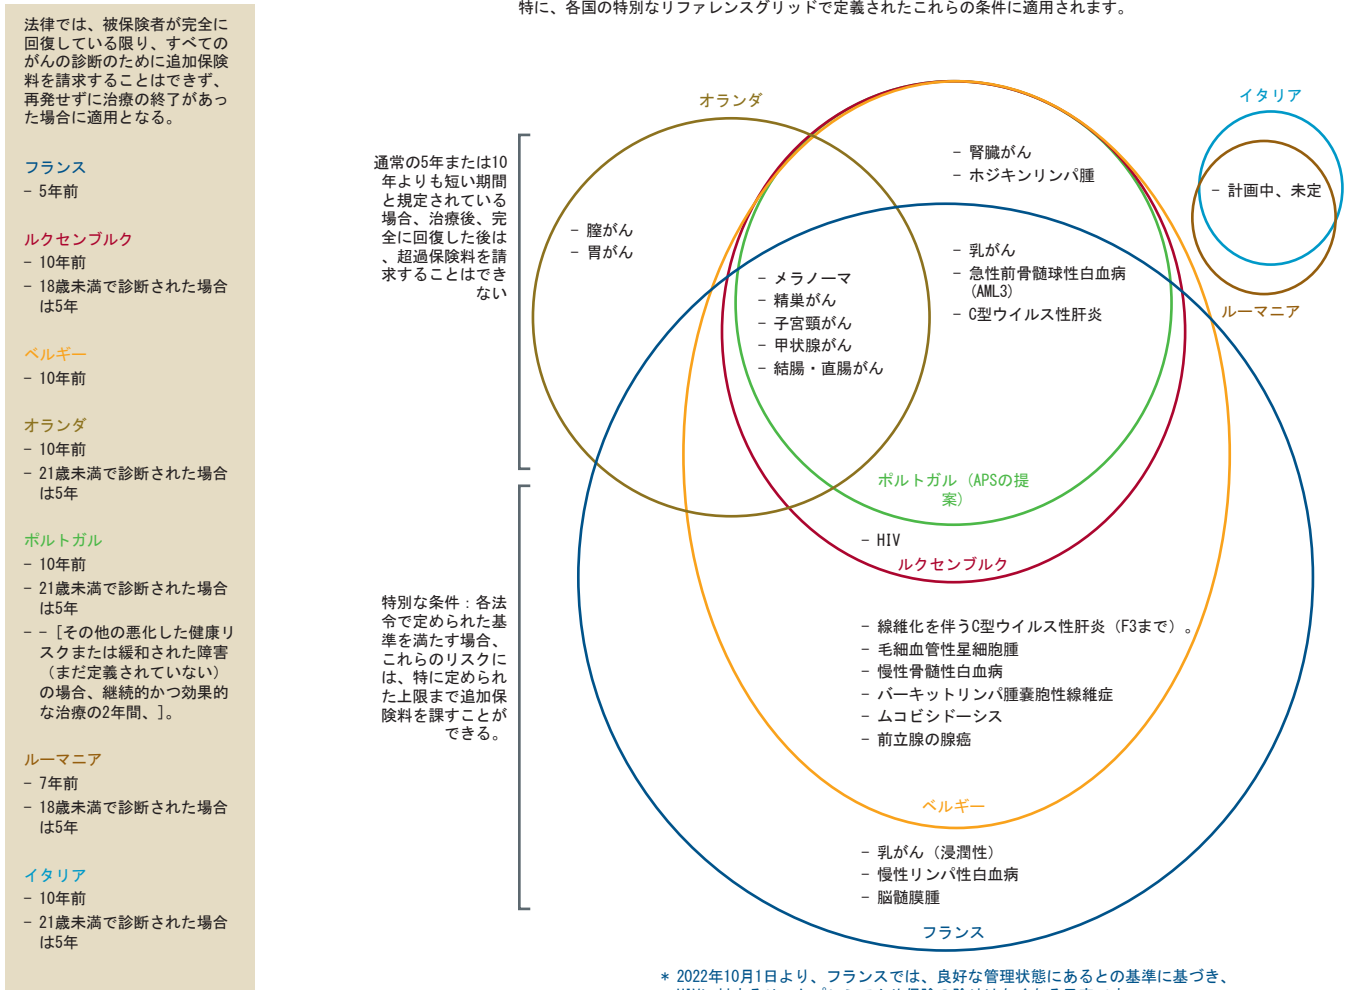 特に、各国の特別なリファレンスグリッドで定義されたこれらの条件に適用されます。
法律では、被保険者が完全に
回復している限り、すべての
がんの診断のために追加保険
料を請求することはできず、
再発せずに治療の終了があっ
た場合に適用となる。
フランス
- 5年前
ルクセンブルク
- 10年前
- 18歳未満で診断された場合
は5年
ベルギー
- 10年前
オランダ
- 10年前
- 21歳未満で診断された場合
は5年
ポルトガル
- 10年前
- 21歳未満で診断された場合
は5年
- - [その他の悪化した健康リ
スクまたは緩和された障害
（まだ定義されていない）
の場合、継続的かつ効果的
な治療の2年間、]。
ルーマニア
- 7年前
- 18歳未満で診断された場合
は5年
イタリア
- 10年前
- 21歳未満で診断された場合
は5年
通常の5年または10
年よりも短い期間
と規定されている
場合、治療後、完
全に回復した後は
、超過保険料を請
求することはでき
ない
特別な条件：各法
令で定められた基
準を満たす場合、
これらのリスクに
は、特に定められ
た上限まで追加保
険料を課すことが
できる。
オランダ
- 膣がん
- 胃がん
- メラノーマ
- 精巣がん
- 子宮頸がん
- 甲状腺がん
- 結腸・直腸がん
- 腎臓がん
- ホジキンリンパ腫
- 乳がん
- 急性前骨髄球性白血病
(AML3)
- C型ウイルス性肝炎
ポルトガル（APSの提
案）
- HIV
ルクセンブルク
- 線維化を伴うC型ウイルス性肝炎（F3まで）。
- 毛細血管性星細胞腫
- 慢性骨髄性白血病
- バーキットリンパ腫嚢胞性線維症
- ムコビシドーシス
- 前立腺の腺癌
ベルギー
- 乳がん（浸潤性）
- 慢性リンパ性白血病
- 脳髄膜腫
フランス
イタリア
- 計画中、未定
ルーマニア
* 2022年10月1日より、フランスでは、良好な管理状態にあるとの基準に基づき、